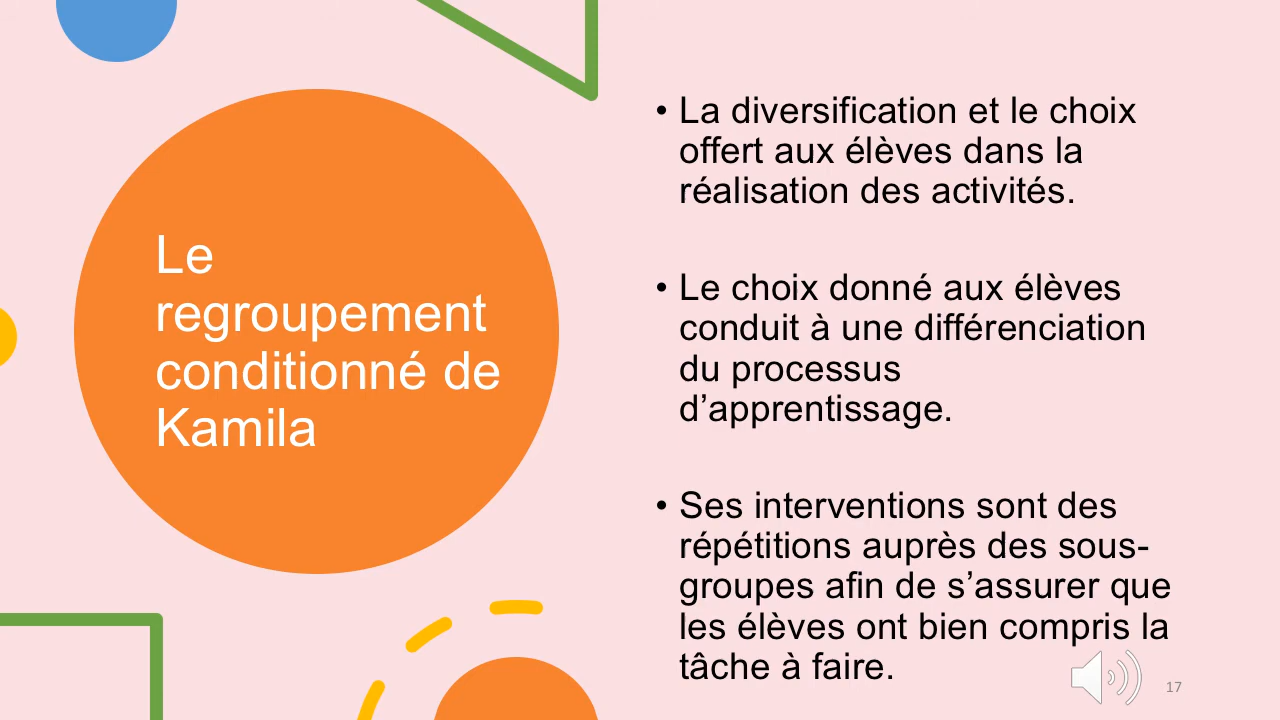 Le
regroupement
conditionné de
Kamila
• La diversification et le choix
offert aux élèves dans la
réalisation des activités.
• Le choix donné aux élèves
conduit à une différenciation
du processus
d’apprentissage.
• Ses interventions sont des
répétitions auprès des sous-
groupes afin de s’assurer que
les élèves ont bien compris la
tâche à faire.
17